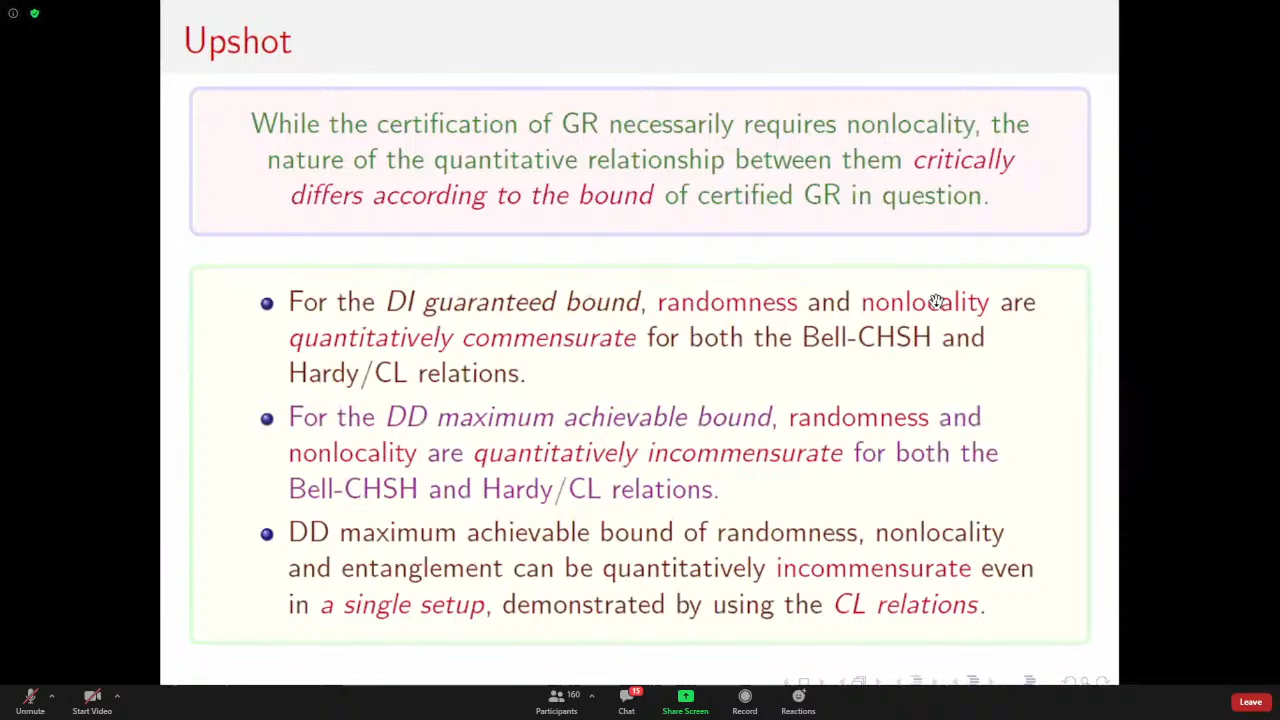 Upshot
While the certification of GR necessarily requires nonlocality, the
nature of the quantitative relationship between them critically
differs according to the bound of certified GR in question.
For the DI guaranteed bound, randomness and nonlocality are
quantitatively commensurate for both the Bell-CHSH and
Hardy/CL relations.
For the DD maximum achievable bound, randomness and
nonlocality are quantitatively incommensurate for both the
Bell-CHSH and Hardy/CL relations.
DD maximum achievable bound of randomness, nonlocality
and entanglement can be quantitatively incommensurate even
in a single setup, demonstrated by using the CL relations.
Unmute
Start Video
160
Participants
15
Chat
Share Screen
Record
Reactions
Leave